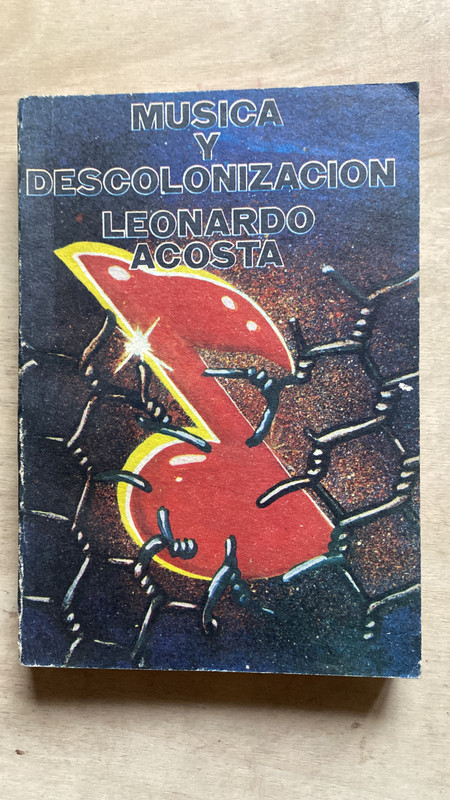 MUSICA
Y
DESCOLONIZACION
LEONARDO
ACOSTA